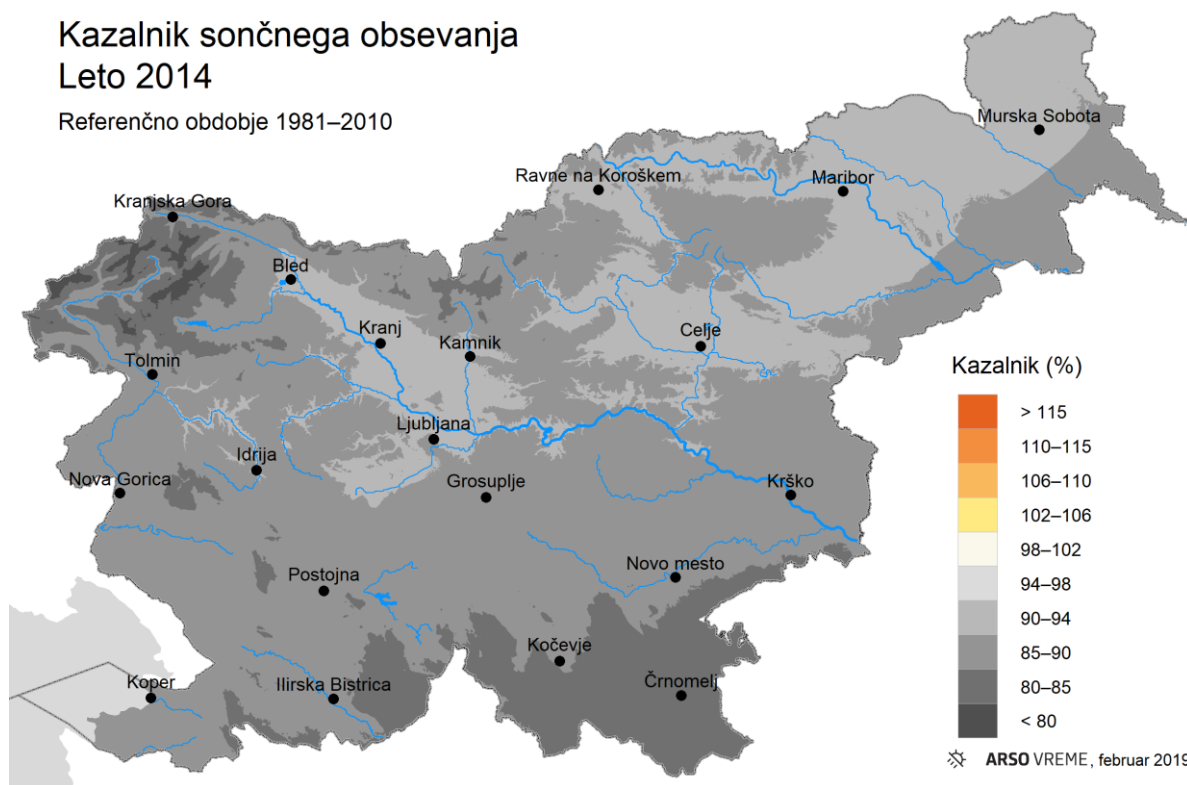 Kazalnik sončnega obsevanja
Leto 2014
Referenčno obdobje 1981–2010
Murska Sobota
Ravne na Koroškem
Maribor
Kranjska Gora
Bled
Kranj
Kamnik
Celje
Tolmin
Ljubljana
Idrija
Nova Gorica
Grosuplje
Krško
Postojna
Novo mesto
Kočevje
Koper
Ilirska Bistrica
Črnomelj
Kazalnik (%)
> 115
110–115
106–110
102–106
98–102
94–98
90–94
85–90
80–85
< 80
ARSO VREME, februar 2019